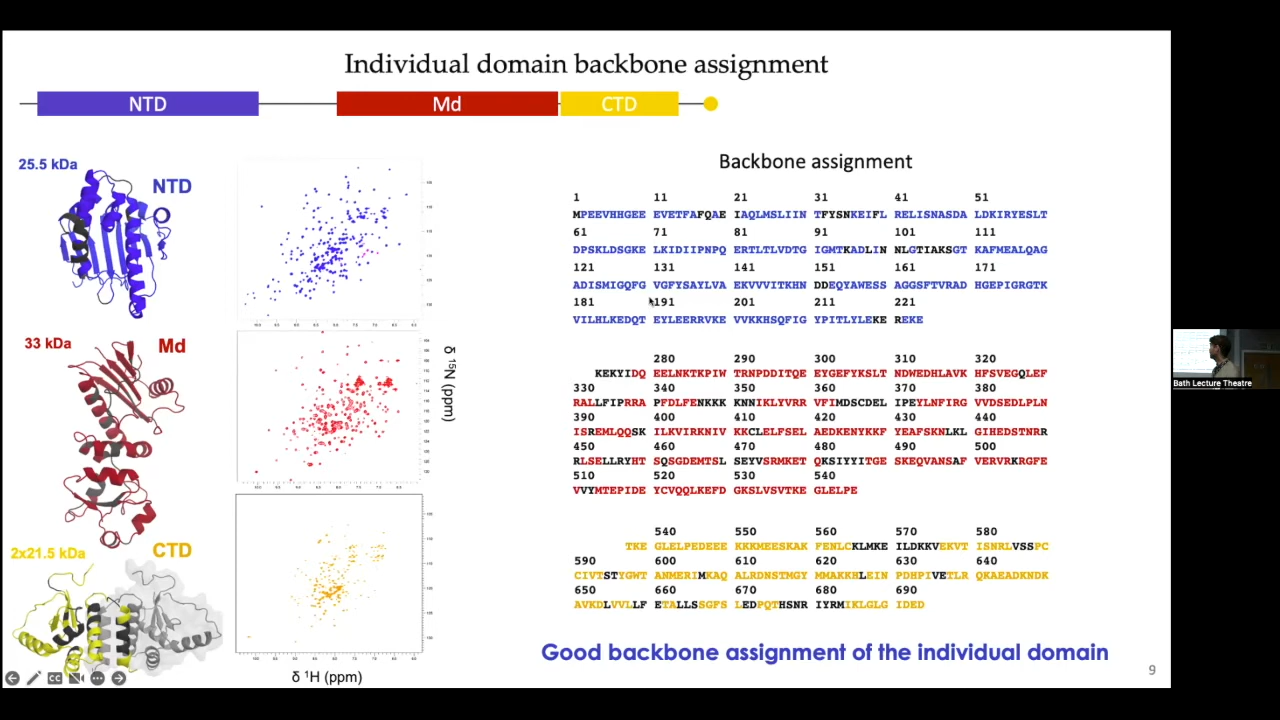 Individual domain backbone assignment
NTD Md CTD
25.5 kDa
NTD
33 kDa
Md
2x21.5 kDa
CTD
δ ¹⁵N (ppm)
δ ¹H (ppm)
Backbone assignment
1 11 21 31 41 51
MPEEVHHGEE EVETFAFQAE IAQLMSLIIN TFYSNKEIFL RELISNASDA LDKIRYESLT
61 71 81 91 101 111
DPSKLDSGKE LKIDIIPNPQ ERTLTLVDTG IGMTKADLIN NLGTIAKSGT KAFMEALQAG
121 131 141 151 161 171
ADISMIGQFG VGFYSAYLVA EKVVVITKHN DDEQYAWESS AGGSFTVRAD HGEPIGRGTK
181 191 201 211 221
VILHLKEDQT EYLEERRVKE VVKKHSQFIG YPITLYLEKE REKE
280 290 300 310 320
KEKYIDQ EELNKTKPIW TRNPDDITQE EYGEFYKSLT NDWEDHLAVK HFSVEGQLEF
330 340 350 360 370 380
RALLFIPRRA PFDLFENKKK KNNIKLYVRR VFIMDSCDEL IPEYLNFIRG VVDSEDLPLN
390 400 410 420 430 440
ISREMLQQSK ILKVIRKNIV KKCLELFSEL AEDKENYKKF YEAFSKNLKL GIHEDSTNRR
450 460 470 480 490 500
RLSELLRYHT SQSGDEMTSL SEYVSRMKET QKSIYYITGE SKEQVANSAF VERVRKRGFE
510 520 530 540
VVYMTEPIDE YCVQQLKEFD GKSLVSVTKE GLELPE
540 550 560 570 580
TKE GLELPEDEEE KKKMEESKAK FENLCKLMKE ILDKKVEKVT ISNRLVSSPC
590 600 610 620 630 640
CIVTSTYGWT ANMERIMKAQ ALRDNSTMGY MMAKKHLEIN PDHPIVETLR QKAEADKNDK
650 660 670 680 690
AVKDLVVLLF ETALLSSGFS LEDPQTHSNR IYRMIKLGLG IDED
Good backbone assignment of the individual domain
9
Bath Lecture Theatre